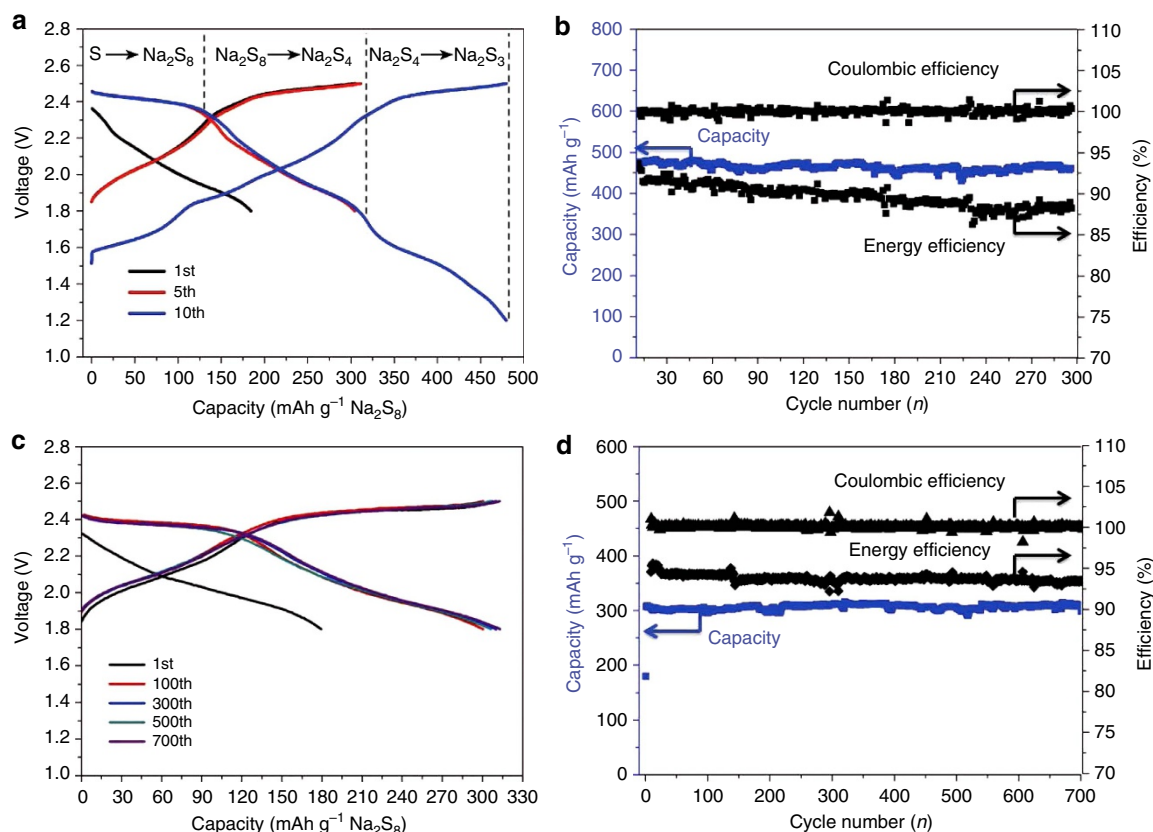 a
2.8
2.6
2.4
2.2
2.0
1.8
1.6
1.4
1.2
1.0
Voltage (V)
S → Na₂S₈
Na₂S₈ → Na₂S₄
Na₂S₄ → Na₂S₃
1st
5th
10th
0 50 100 150 200 250 300 350 400 450 500
Capacity (mAh g⁻¹ Na₂S₈)
b
800
700
600
500
400
300
200
100
0
Capacity (mAh g⁻¹)
Coulombic efficiency
Capacity
Energy efficiency
110
105
100
95
90
85
80
75
70
Efficiency (%)
30 60 90 120 150 180 210 240 270 300
Cycle number (n)
c
2.8
2.6
2.4
2.2
2.0
1.8
1.6
1.4
1.2
1.0
Voltage (V)
1st
100th
300th
500th
700th
0 30 60 90 120 150 180 210 240 270 300 330
Capacity (mAh g⁻¹ Na₂S₈)
d
600
500
400
300
200
100
0
Capacity (mAh g⁻¹)
Coulombic efficiency
Energy efficiency
Capacity
110
105
100
95
90
85
80
75
70
Efficiency (%)
0 100 200 300 400 500 600 700
Cycle number (n)